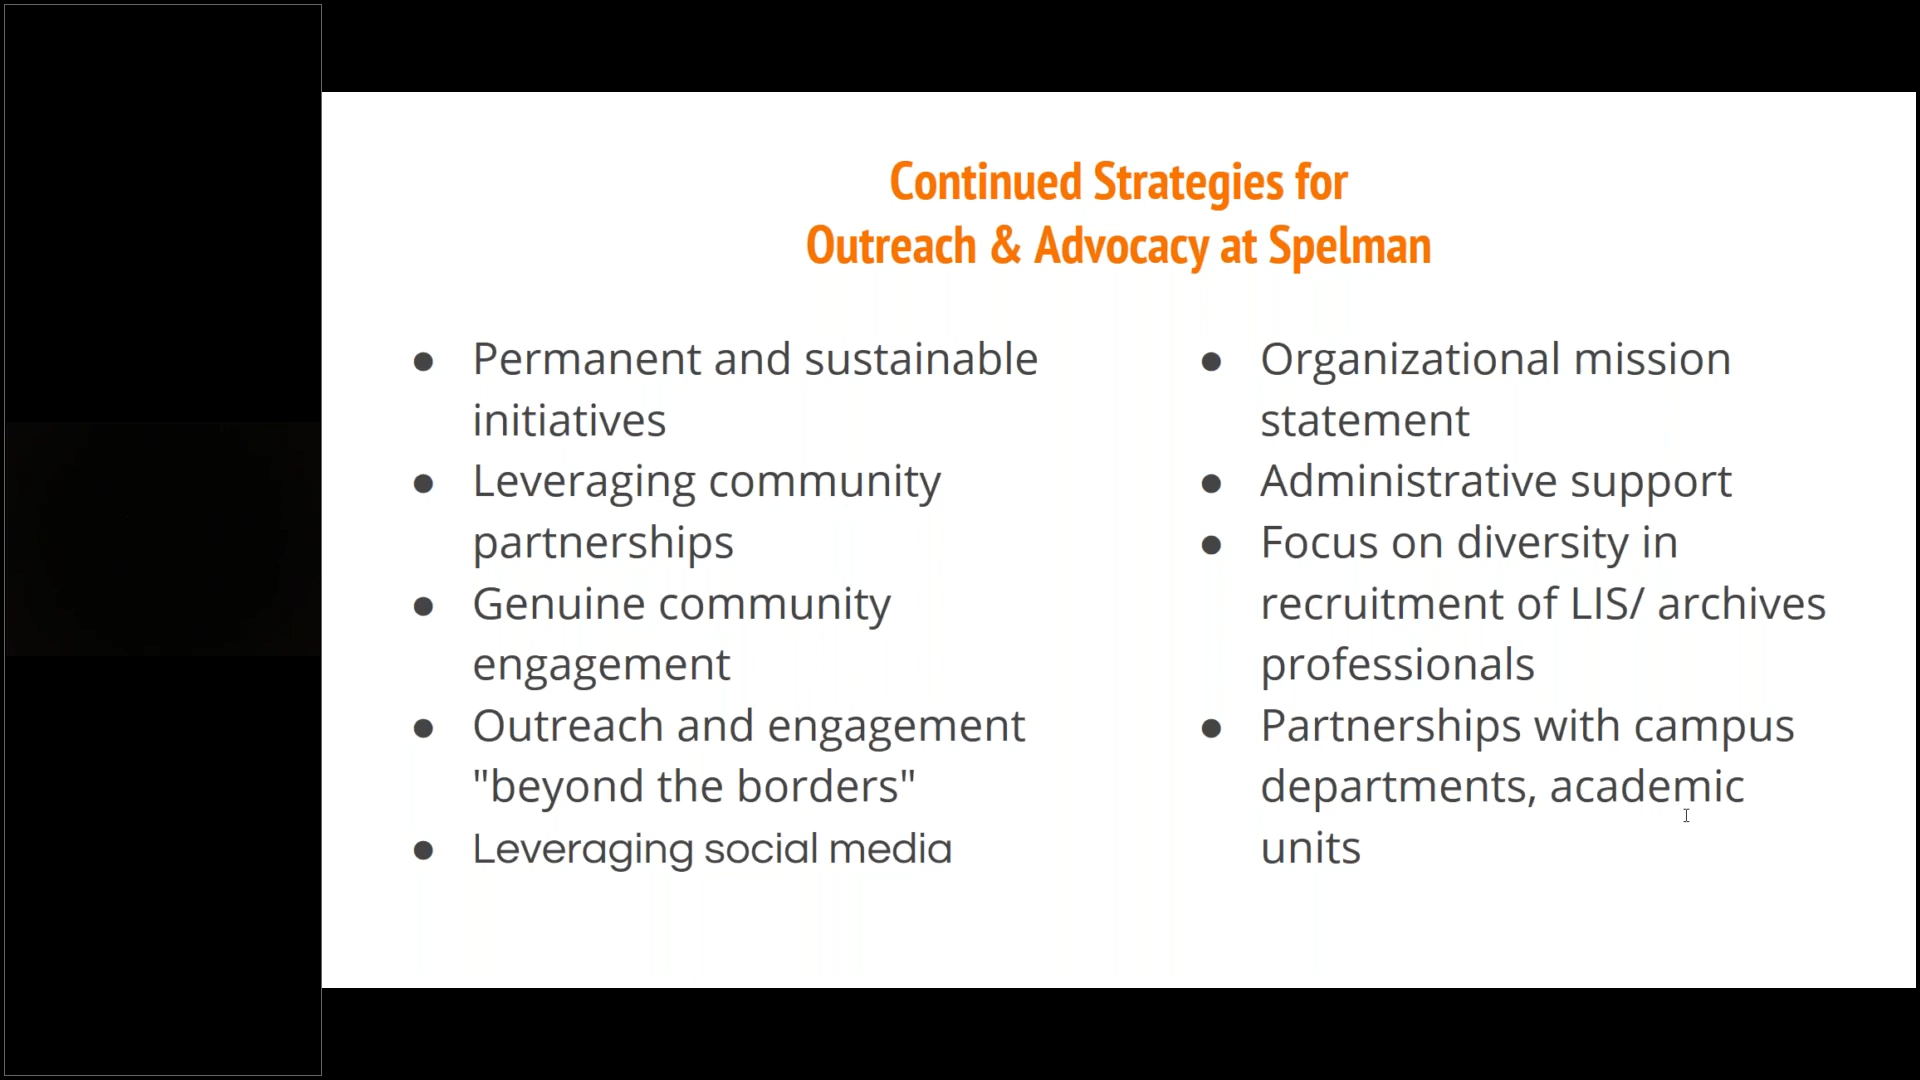 Continued Strategies for
Outreach & Advocacy at Spelman
● Permanent and sustainable
initiatives
● Leveraging community
partnerships
● Genuine community
engagement
● Outreach and engagement
"beyond the borders"
● Leveraging social media
● Organizational mission
statement
● Administrative support
● Focus on diversity in
recruitment of LIS/ archives
professionals
● Partnerships with campus
departments, academic
units